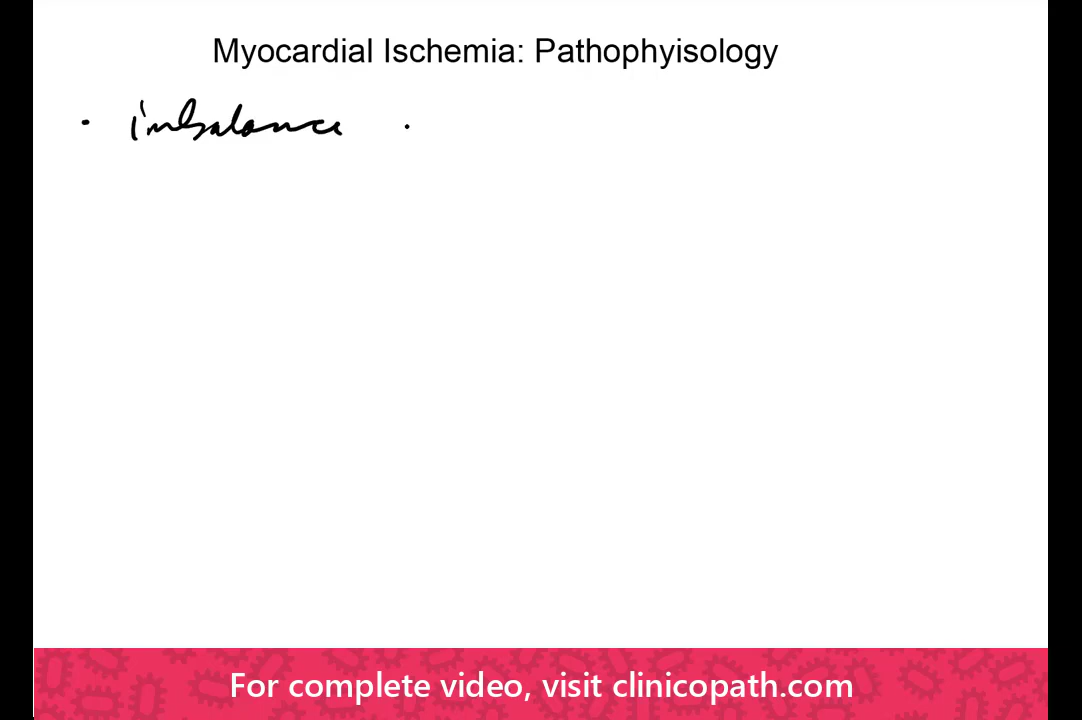 Myocardial Ischemia: Pathophyisology
· imbalance
For complete video, visit clinicopath.com